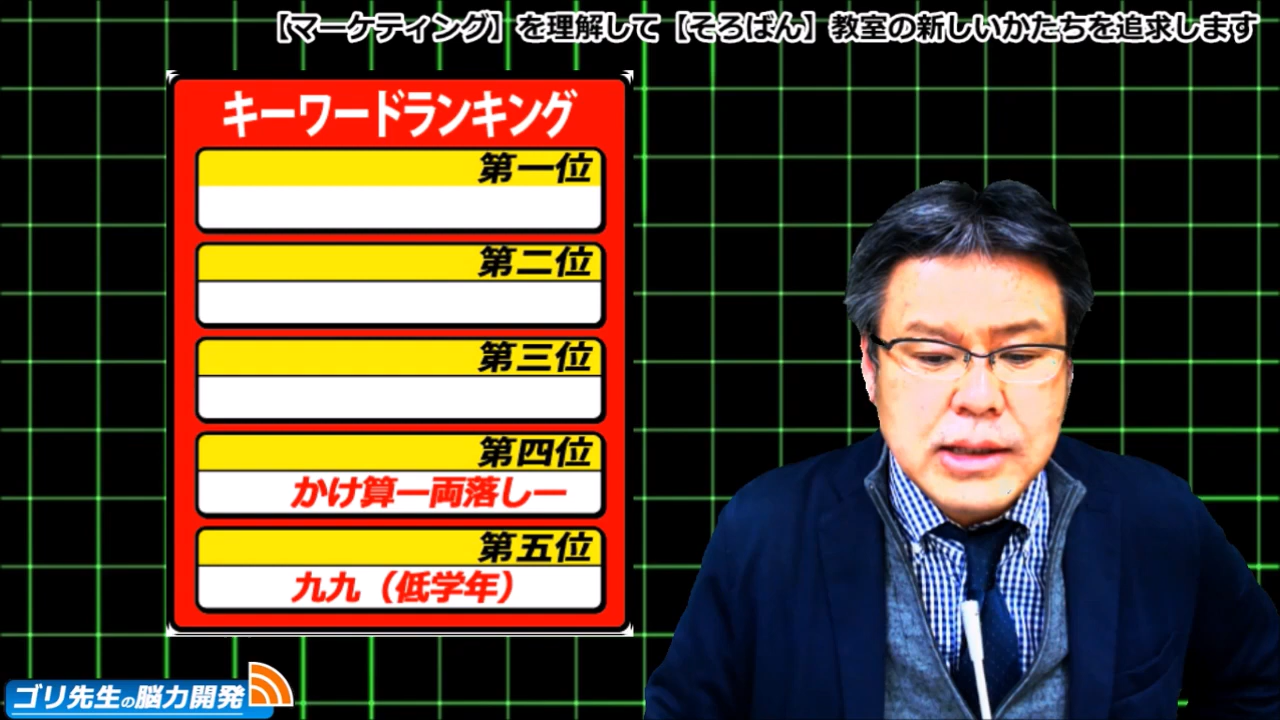 【マーケティング】を理解して【そろばん】教室の新しいかたちを追求します
キーワードランキング
第一位
第二位
第三位
第四位
かけ算ー両落しー
第五位
九九（低学年）
ゴリ先生の脳力開発